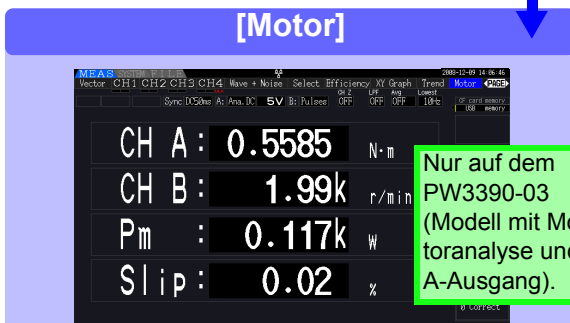 [Motor]
MEAS SYSTEM FILE 2008-12-09 14:06:46
Vector CH1 CH2 CH3 CH4 Wave + Noise Select Efficiency XY Graph Trend Motor PAGE
CH Z LPF Avg Lowest
Sync DC50ms A: Ana.DC 5V B: Pulses OFF OFF OFF 10Hz CF card memory
USB memory
CH A: 0.5585 N·m
CH B: 1.99k r/min
Pm : 0.117k W
Slip: 0.02 %
Nur auf dem
PW3390-03
(Modell mit Mo
toranalyse und
A-Ausgang).